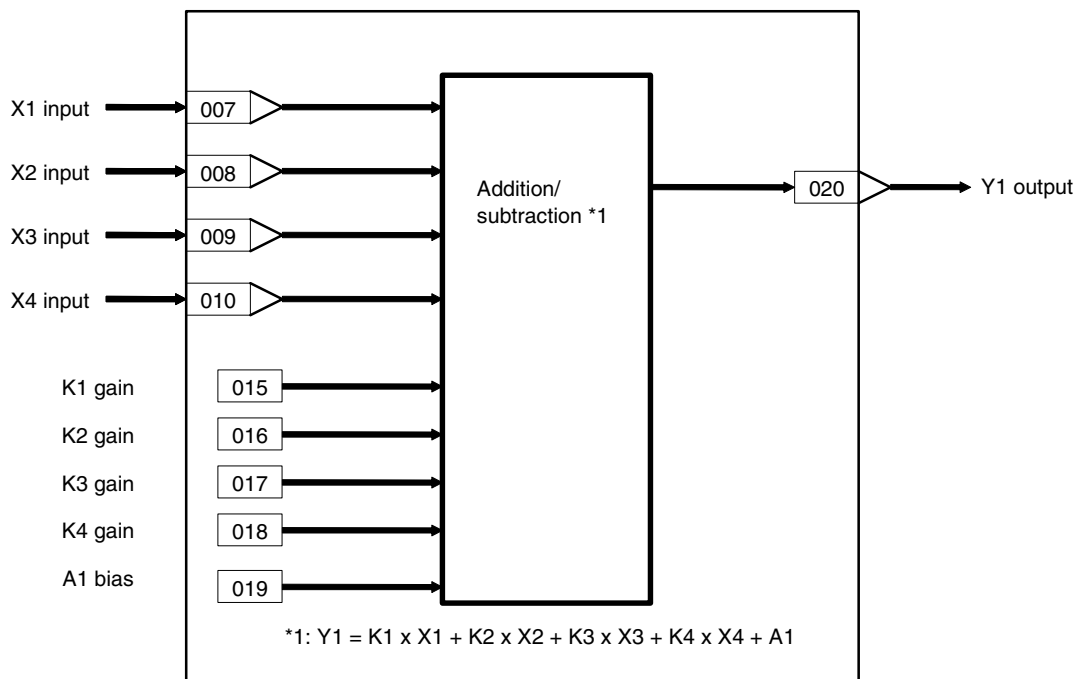 X1 input 007
X2 input 008
X3 input 009
X4 input 010
Addition/
subtraction *1
020 Y1 output
K1 gain 015
K2 gain 016
K3 gain 017
K4 gain 018
A1 bias 019
*1: Y1 = K1 x X1 + K2 x X2 + K3 x X3 + K4 x X4 + A1